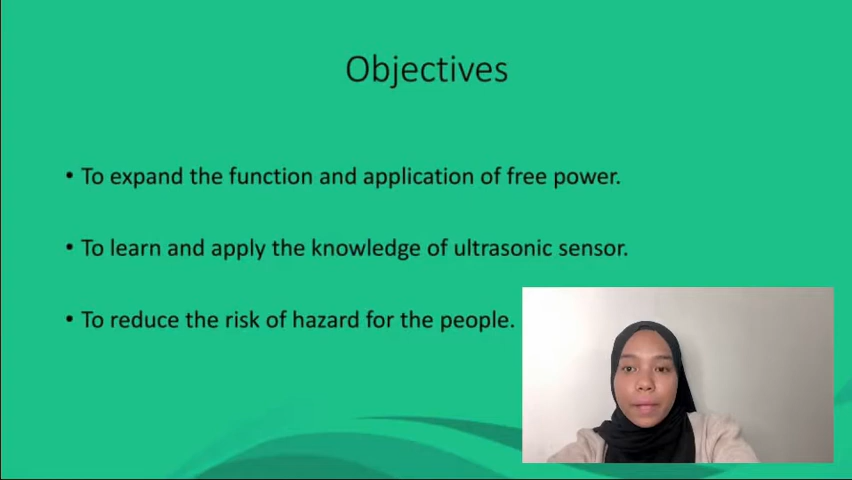 Objectives
• To expand the function and application of free power.
• To learn and apply the knowledge of ultrasonic sensor.
• To reduce the risk of hazard for the people.